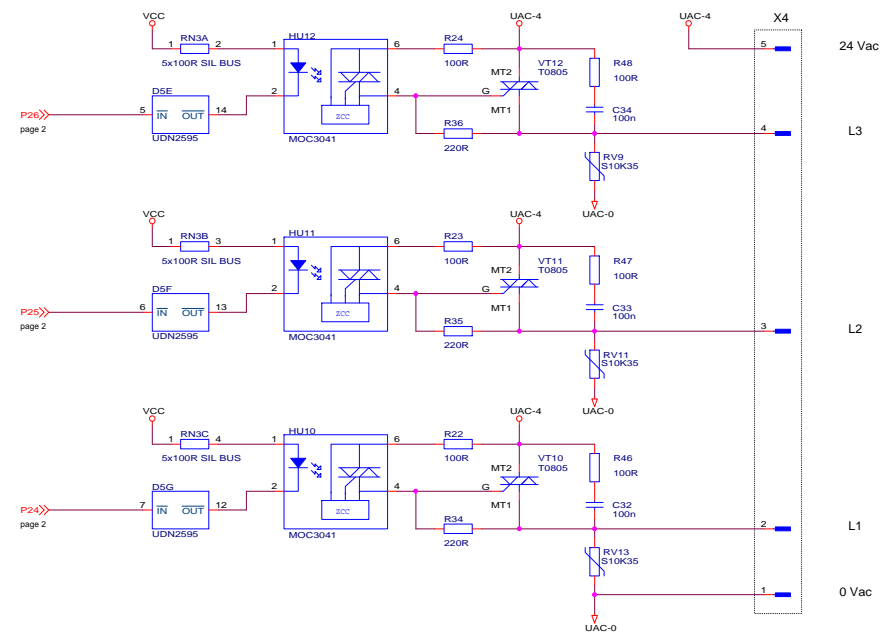 VCC UAC-4 UAC-4 X4
RN3A HU12 R24 5 24 Vac
1 2 1 6 VT12 R48
5x100R SIL BUS 100R MT2 T0805 100R
D5E 2 4 G C34
P26 5 IN OUT 14 ZCC MT1 100n
page 2 R36 4 L3
UDN2595 MOC3041 220R RV9
S10K35
UAC-0
VCC UAC-4
RN3B HU11 R23
1 3 1 6 VT11 R47
5x100R SIL BUS 100R MT2 T0805 100R
D5F 2 4 G C33
P25 6 IN OUT 13 ZCC MT1 100n
page 2 R35 3 L2
UDN2595 MOC3041 220R RV11
S10K35
UAC-0
VCC UAC-4
RN3C HU10 R22
1 4 1 6 VT10 R46
5x100R SIL BUS 100R MT2 T0805 100R
D5G 2 4 G C32
P24 7 IN OUT 12 ZCC MT1 100n
page 2 R34 2 L1
UDN2595 MOC3041 220R RV13
S10K35
1 0 Vac
UAC-0